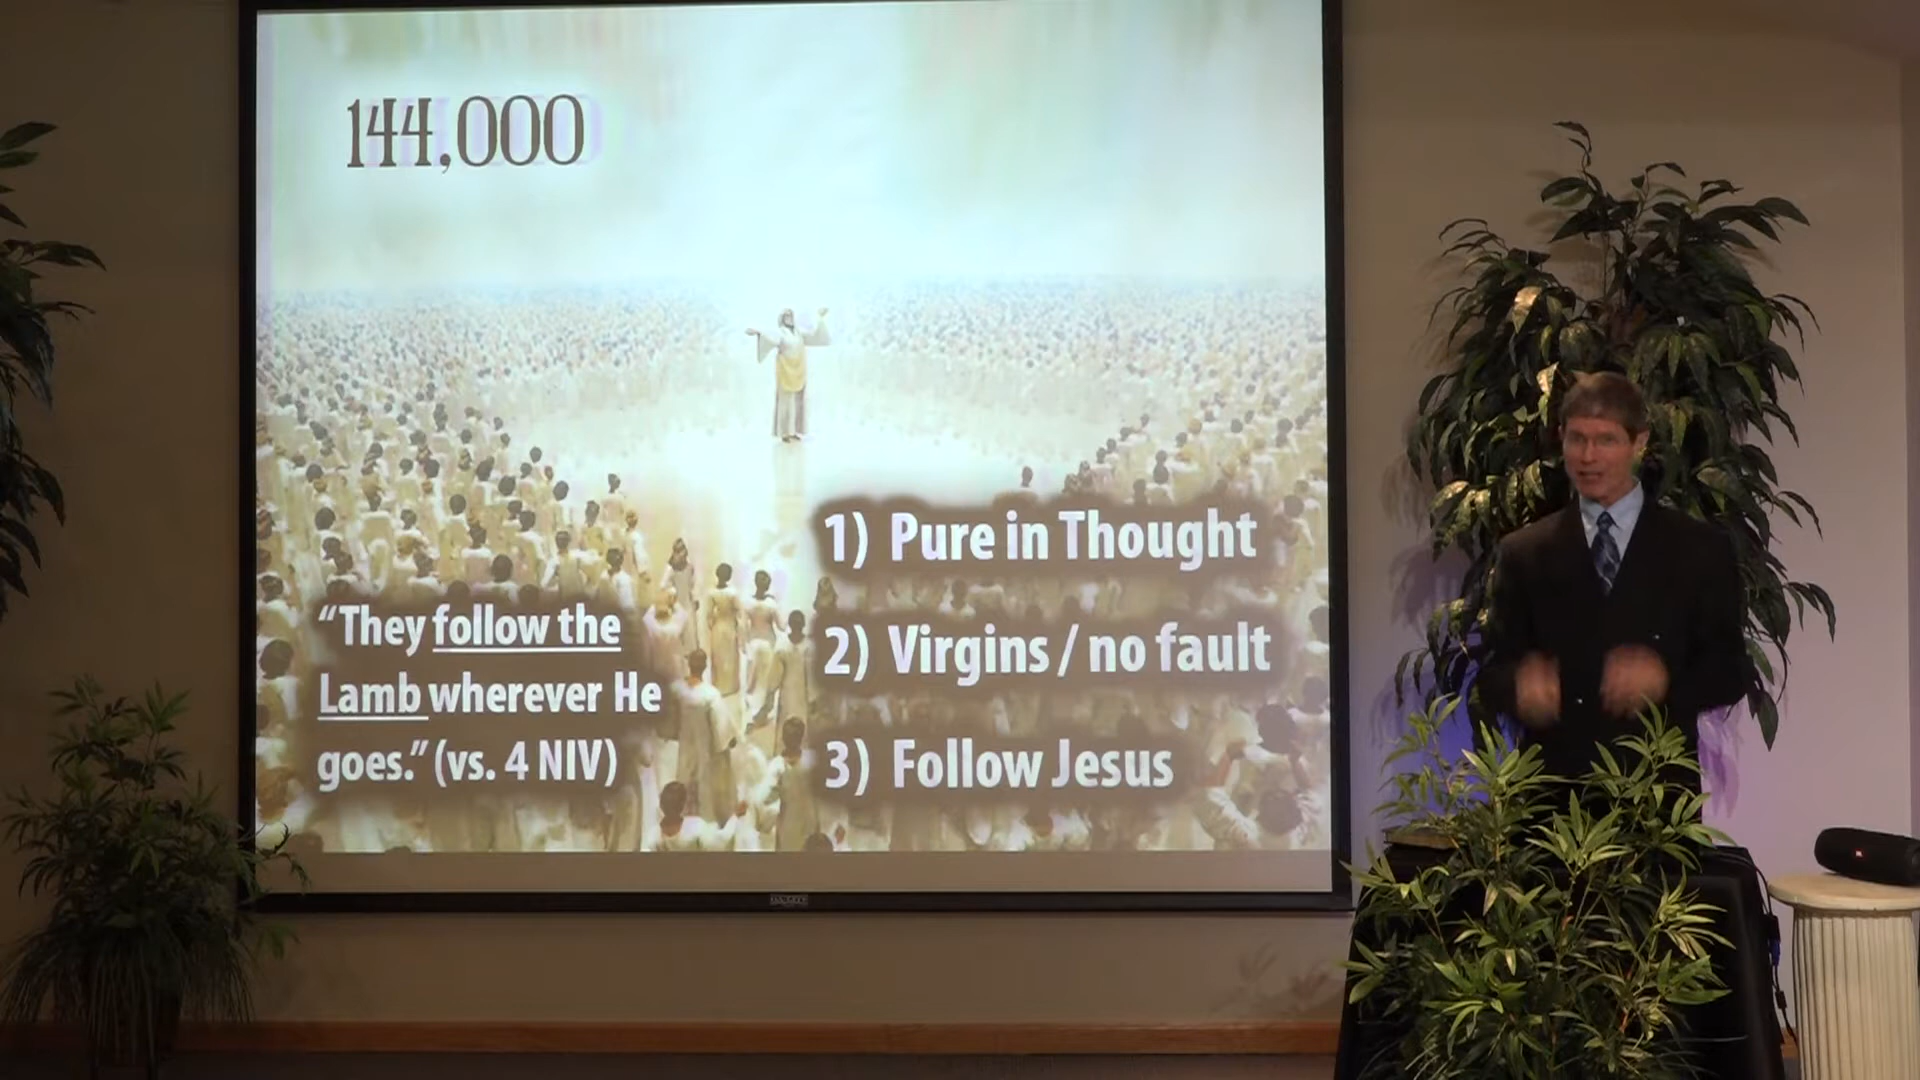 144,000
1) Pure in Thought
“They follow the
Lamb wherever He
goes.” (vs. 4 NIV)
2) Virgins / no fault
3) Follow Jesus
JBL